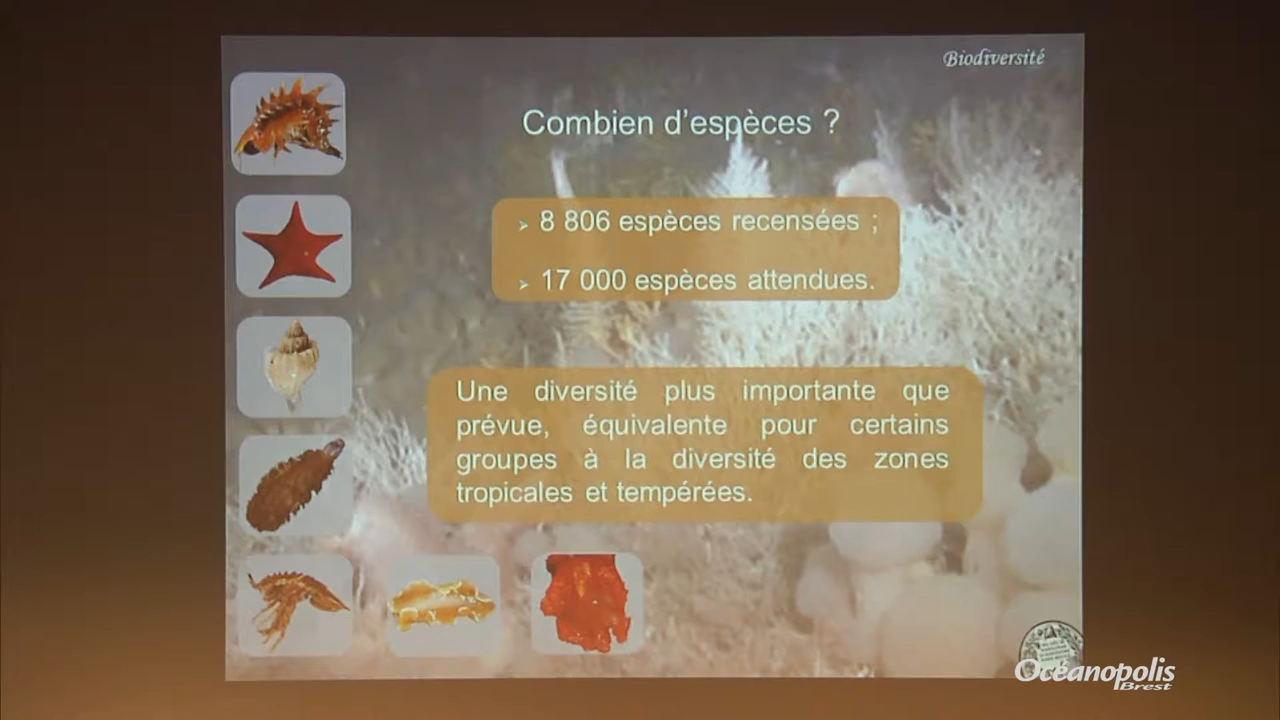 Biodiversité
Combien d'espèces ?
➢ 8 806 espèces recensées ;
➢ 17 000 espèces attendues.
Une diversité plus importante que
prévue, équivalente pour certains
groupes à la diversité des zones
tropicales et tempérées.
Océanopolis
Brest